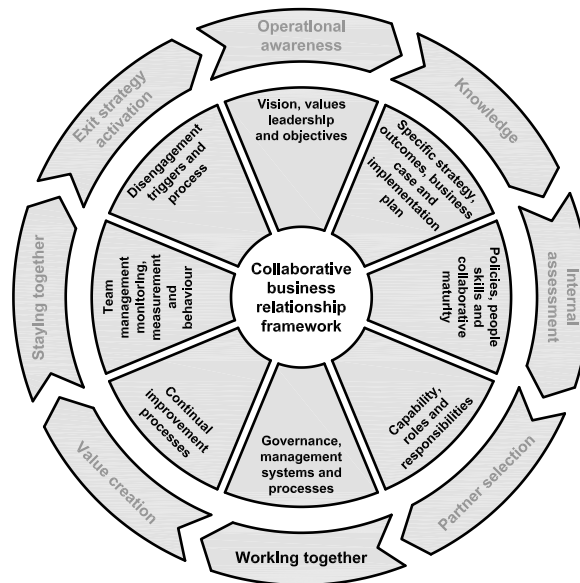 Operational
awareness
Knowledge
Internal
assessment
Partner selection
Working together
Value creation
Staying together
Exit strategy
activation
Vision, values
leadership
and objectives
Specific strategy,
outcomes, business
case and
implementation
plan
Policies, people
skills and
collaborative
maturity
Capability,
roles and
responsibilities
Governance,
management
systems and
processes
Continual
improvement
processes
Team
management
monitoring,
measurement
and
behaviour
Disengagement
triggers and
process
Collaborative
business
relationship
framework